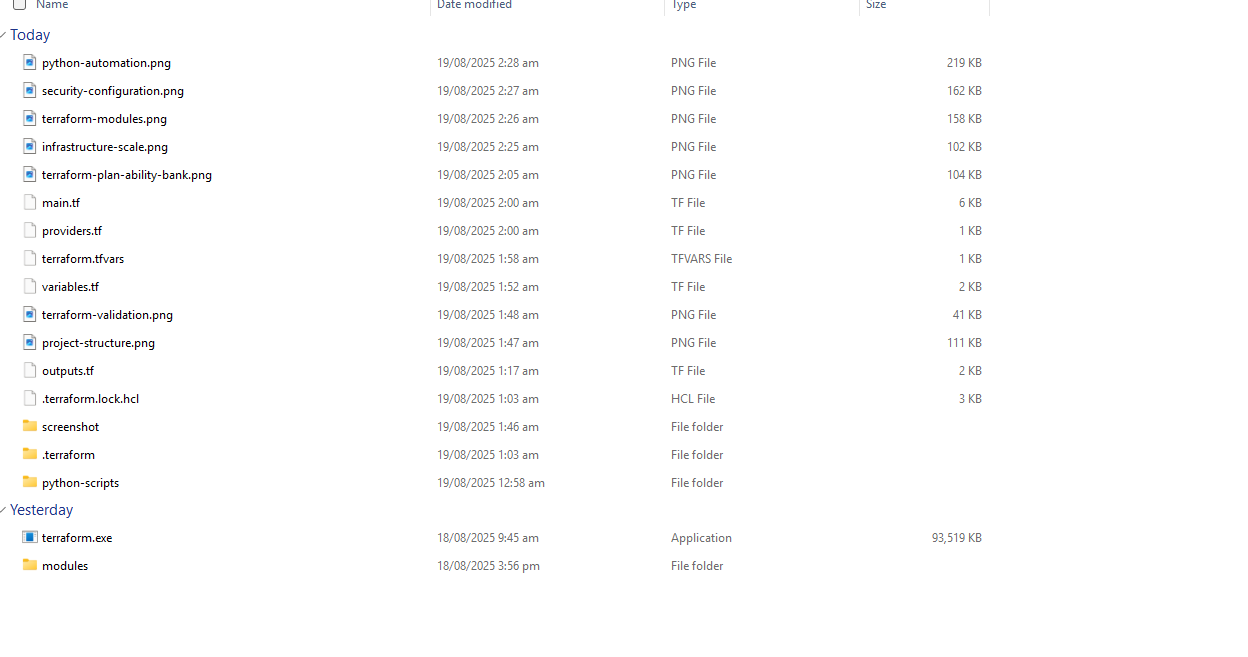 Name Date modified Type Size
Today
python-automation.png 19/08/2025 2:28 am PNG File 219 KB
security-configuration.png 19/08/2025 2:27 am PNG File 162 KB
terraform-modules.png 19/08/2025 2:26 am PNG File 158 KB
infrastructure-scale.png 19/08/2025 2:25 am PNG File 102 KB
terraform-plan-ability-bank.png 19/08/2025 2:05 am PNG File 104 KB
main.tf 19/08/2025 2:00 am TF File 6 KB
providers.tf 19/08/2025 2:00 am TF File 1 KB
terraform.tfvars 19/08/2025 1:58 am TFVARS File 1 KB
variables.tf 19/08/2025 1:52 am TF File 2 KB
terraform-validation.png 19/08/2025 1:48 am PNG File 41 KB
project-structure.png 19/08/2025 1:47 am PNG File 111 KB
outputs.tf 19/08/2025 1:17 am TF File 2 KB
.terraform.lock.hcl 19/08/2025 1:03 am HCL File 3 KB
screenshot 19/08/2025 1:46 am File folder
.terraform 19/08/2025 1:03 am File folder
python-scripts 19/08/2025 12:58 am File folder
Yesterday
terraform.exe 18/08/2025 9:45 am Application 93,519 KB
modules 18/08/2025 3:56 pm File folder